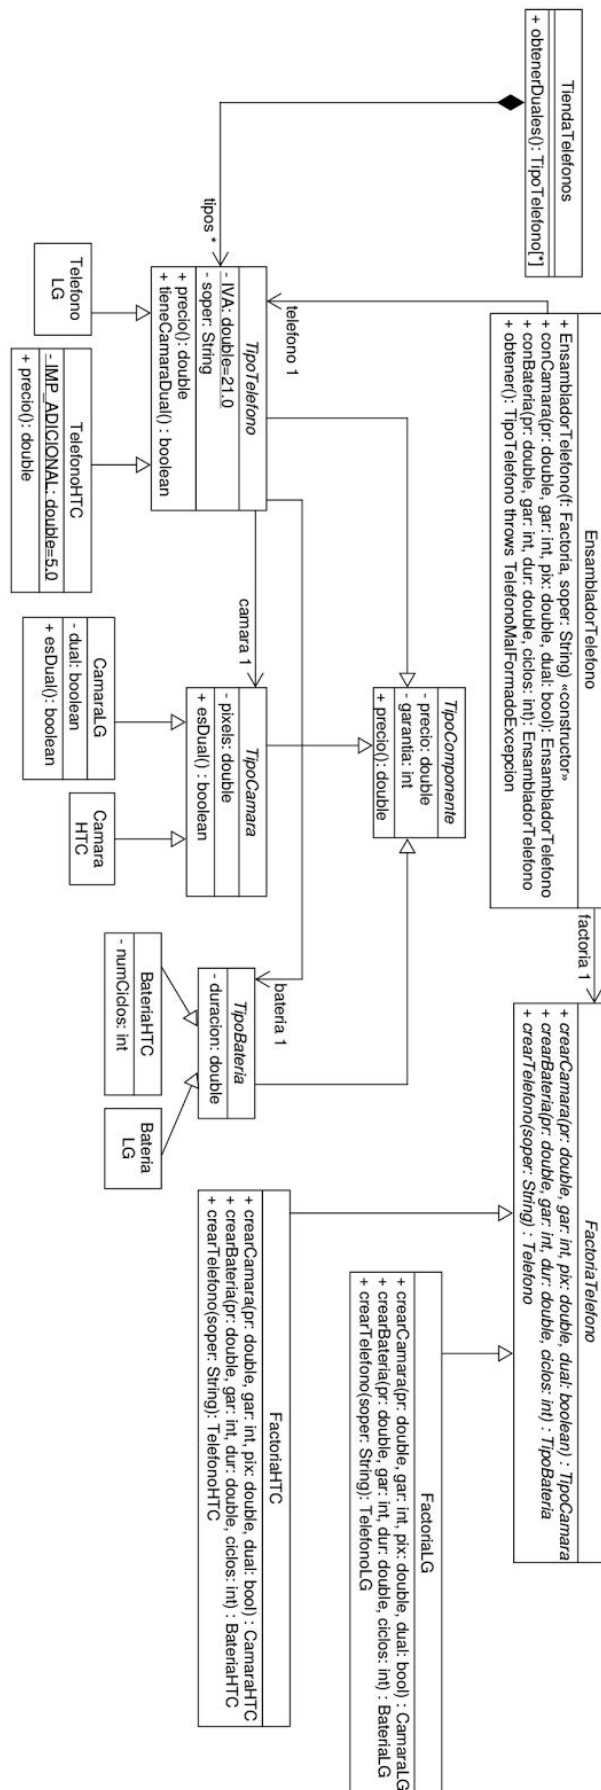 TiendaTelefonos
+ obtenerDuales(): TipoTelefono[*]
tipos *
EnsambladorTelefono
+ EnsambladorTelefono(f: Factoria, soper: String) «constructor»
+ conCamara(pr: double, gar: int, pix: double, dual: bool): EnsambladorTelefono
+ conBateria(pr: double, gar: int, dur: double, ciclos: int): EnsambladorTelefono
+ obtener(): TipoTelefono throws TelefonoMalFormadoExcepcion
telefono 1
factoria 1
FactoriaTelefono
+ crearCamara(pr: double, gar: int, pix: double, dual: boolean) : TipoCamara
+ crearBateria(pr: double, gar: int, dur: double, ciclos: int) : TipoBateria
+ crearTelefono(soper: String) : Telefono
TipoTelefono
- IVA: double=21.0
- soper: String
+ precio(): double
+ tieneCamaraDual() : boolean
Telefono
LG
TelefonoHTC
- IMP_ADICIONAL: double=5.0
+ precio(): double
TipoComponente
- precio: double
- garantia: int
+ precio(): double
camara 1
TipoCamara
- pixels: double
+ esDual() : boolean
CamaraLG
- dual: boolean
+ esDual(): boolean
Camara
HTC
bateria 1
TipoBateria
- duracion: double
BateriaHTC
- numCiclos: int
Bateria
LG
FactoriaLG
+ crearCamara(pr: double, gar: int, pix: double, dual: bool) : CamaraLG
+ crearBateria(pr: double, gar: int, dur: double, ciclos: int) : BateriaLG
+ crearTelefono(soper: String): TelefonoLG
FactoriaHTC
+ crearCamara(pr: double, gar: int, pix: double, dual: bool) : CamaraHTC
+ crearBateria(pr: double, gar: int, dur: double, ciclos: int) : BateriaHTC
+ crearTelefono(soper: String): TelefonoHTC